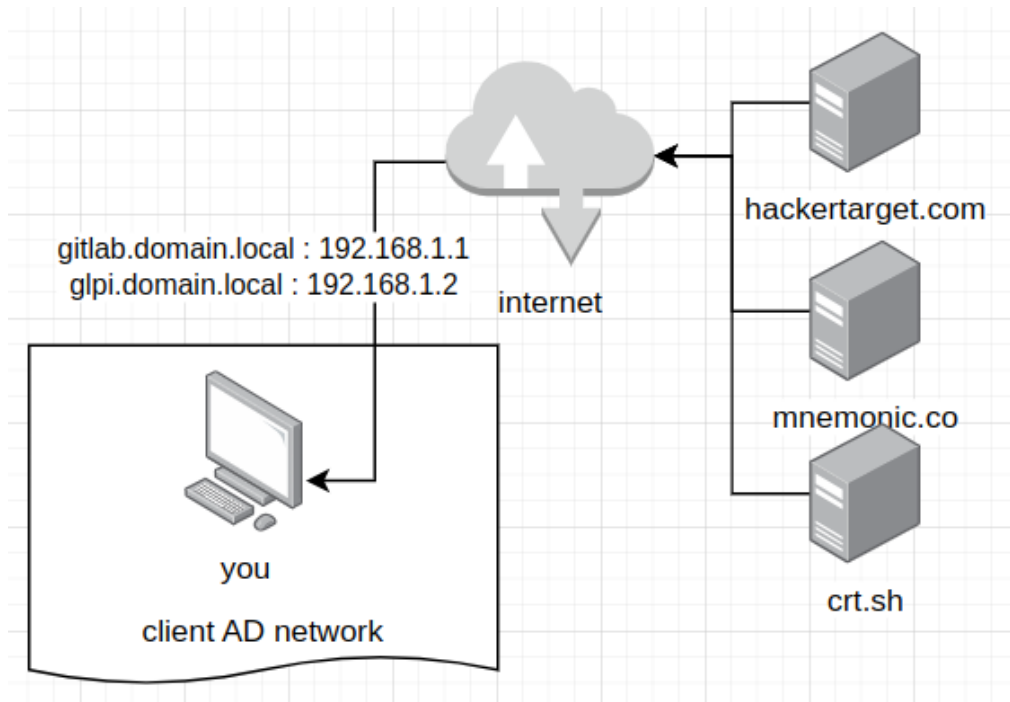 hackertarget.com
gitlab.domain.local : 192.168.1.1
glpi.domain.local : 192.168.1.2
internet
mnemonic.co
you
crt.sh
client AD network